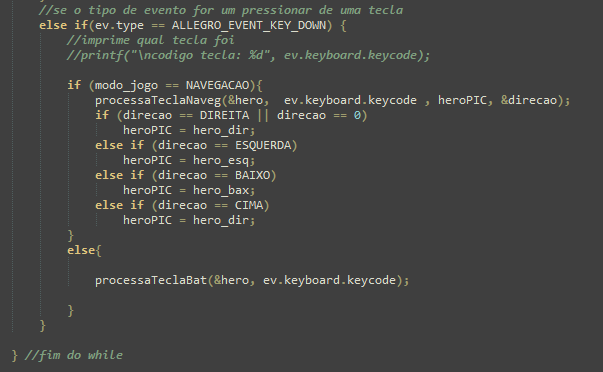 //se o tipo de evento for um pressionar de uma tecla
else if(ev.type == ALLEGRO_EVENT_KEY_DOWN) {
//imprime qual tecla foi
//printf("\ncodigo tecla: %d", ev.keyboard.keycode);
if (modo_jogo == NAVEGACAO){
processaTeclaNaveg(&hero,  ev.keyboard.keycode , heroPIC, &direcao);
if (direcao == DIREITA || direcao == 0)
heroPIC = hero_dir;
else if (direcao == ESQUERDA)
heroPIC = hero_esq;
else if (direcao == BAIXO)
heroPIC = hero_bax;
else if (direcao == CIMA)
heroPIC = hero_dir;
}
else{
processaTeclaBat(&hero, ev.keyboard.keycode);
}
}
} //fim do while